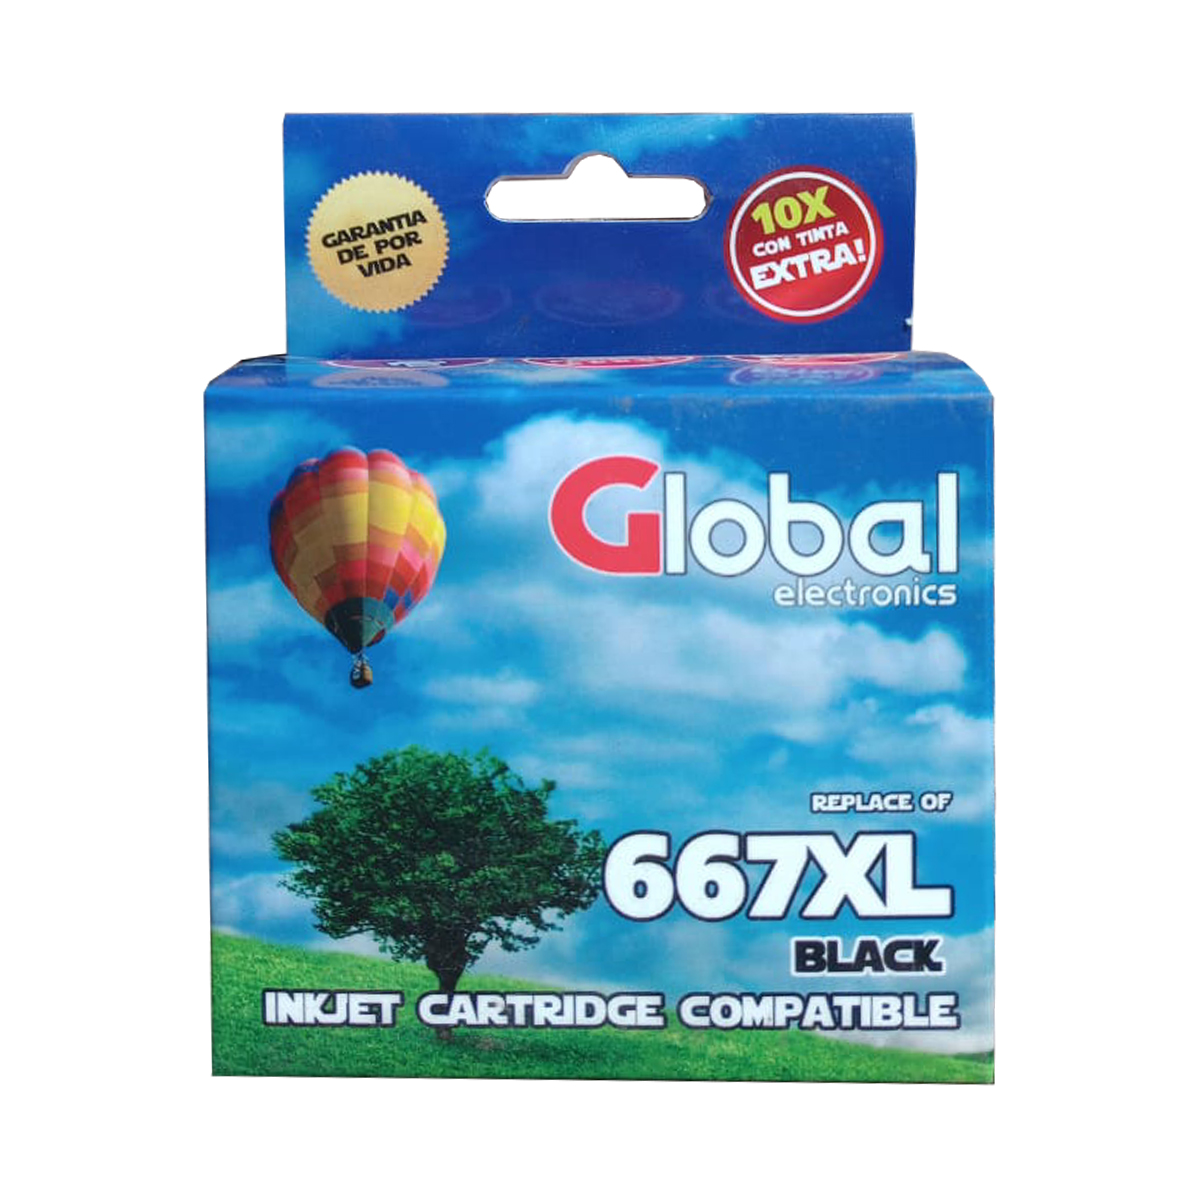 GARANTIA
DE POR
VIDA
10X
CON TINTA
EXTRA!
Global
electronics
REPLACE OF
667XL
BLACK
INKJET CARTRIDGE COMPATIBLE